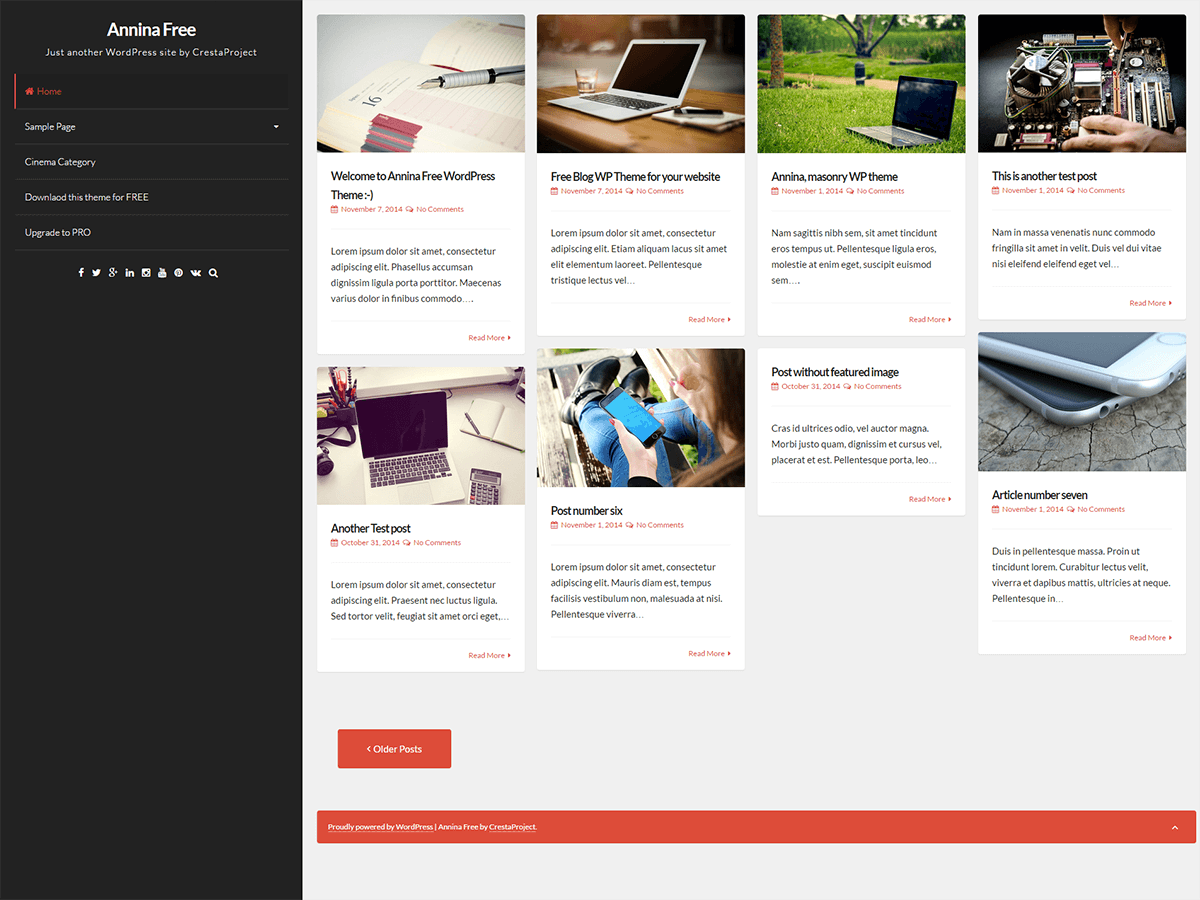 Annina Free
Just another WordPress site by CrestaProject
Home
Sample Page
Cinema Category
Downlaod this theme for FREE
Upgrade to PRO
16
Welcome to Annina Free WordPress
Theme :-)
November 7, 2014 No Comments
Lorem ipsum dolor sit amet, consectetur
adipiscing elit. Phasellus accumsan
dignissim ligula porta porttitor. Maecenas
varius dolor in finibus commodo….
Read More
Free Blog WP Theme for your website
November 7, 2014 No Comments
Lorem ipsum dolor sit amet, consectetur
adipiscing elit. Etiam aliquam lacus sit amet
elit elementum laoreet. Pellentesque
tristique lectus vel…
Read More
Annina, masonry WP theme
November 1, 2014 No Comments
Nam sagittis nibh sem, sit amet tincidunt
eros tempus ut. Pellentesque ligula eros,
molestie at enim eget, suscipit euismod
sem….
Read More
This is another test post
November 1, 2014 No Comments
Nam in massa venenatis nunc commodo
fringilla sit amet in velit. Duis vel dui vitae
nisi eleifend eleifend eget vel…
Read More
Another Test post
October 31, 2014 No Comments
Lorem ipsum dolor sit amet, consectetur
adipiscing elit. Praesent nec luctus ligula.
Sed tortor velit, feugiat sit amet orci eget,…
Read More
Post number six
November 1, 2014 No Comments
Lorem ipsum dolor sit amet, consectetur
adipiscing elit. Mauris diam est, tempus
facilisis vestibulum non, malesuada at nisi.
Pellentesque viverra…
Read More
Post without featured image
October 31, 2014 No Comments
Cras id ultrices odio, vel auctor magna.
Morbi justo quam, dignissim et cursus vel,
placerat et est. Pellentesque porta, leo…
Read More
Article number seven
November 1, 2014 No Comments
Duis in pellentesque massa. Proin ut
tincidunt lorem. Curabitur lectus velit,
viverra et dapibus mattis, ultricies at neque.
Pellentesque in…
Read More
< Older Posts
Proudly powered by WordPress | Annina Free by CrestaProject.